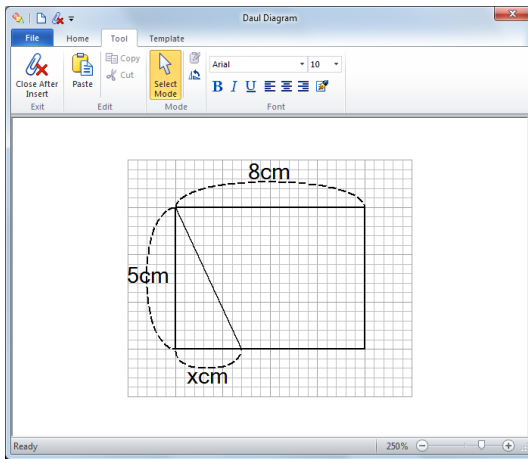 Daul Diagram
File Home Tool Template
Close After
Insert
Paste
Copy
Cut
Select
Mode
Arial 10
B I U
Exit Edit Mode Font
8cm
5cm
xcm
Ready 250%